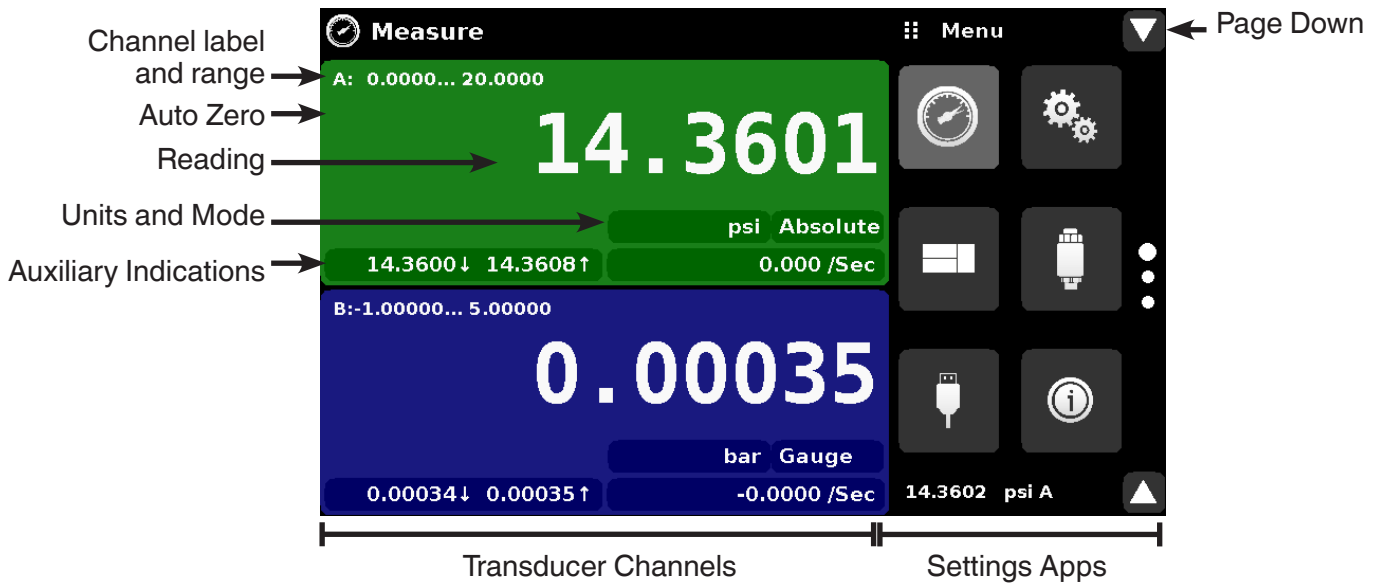 Channel label
and range
Auto Zero
Reading
Units and Mode
Auxiliary Indications
Measure
A: 0.0000... 20.0000
14.3601
psi Absolute
14.3600↓ 14.3608↑ 0.000 /Sec
B:-1.00000... 5.00000
0.00035
bar Gauge
0.00034↓ 0.00035↑ -0.0000 /Sec
Menu
Page Down
14.3602 psi A
Transducer Channels
Settings Apps